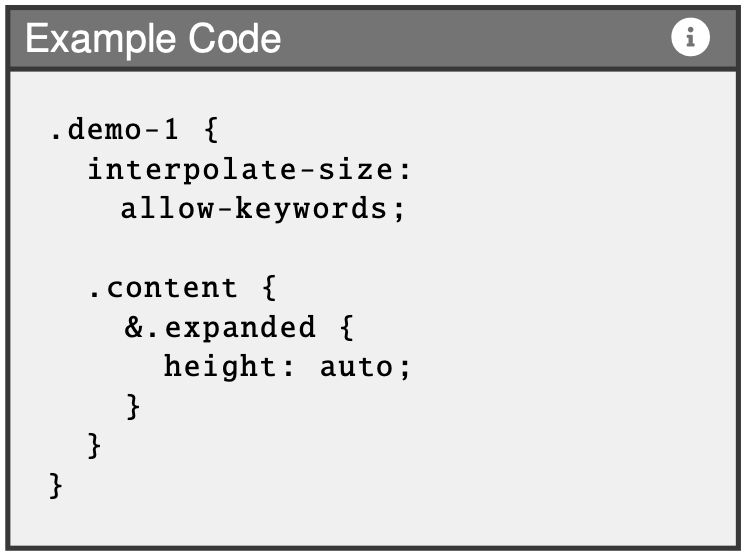 Example Code
.demo-1 {
  interpolate-size:
    allow-keywords;

  .content {
    &.expanded {
      height: auto;
    }
  }
}